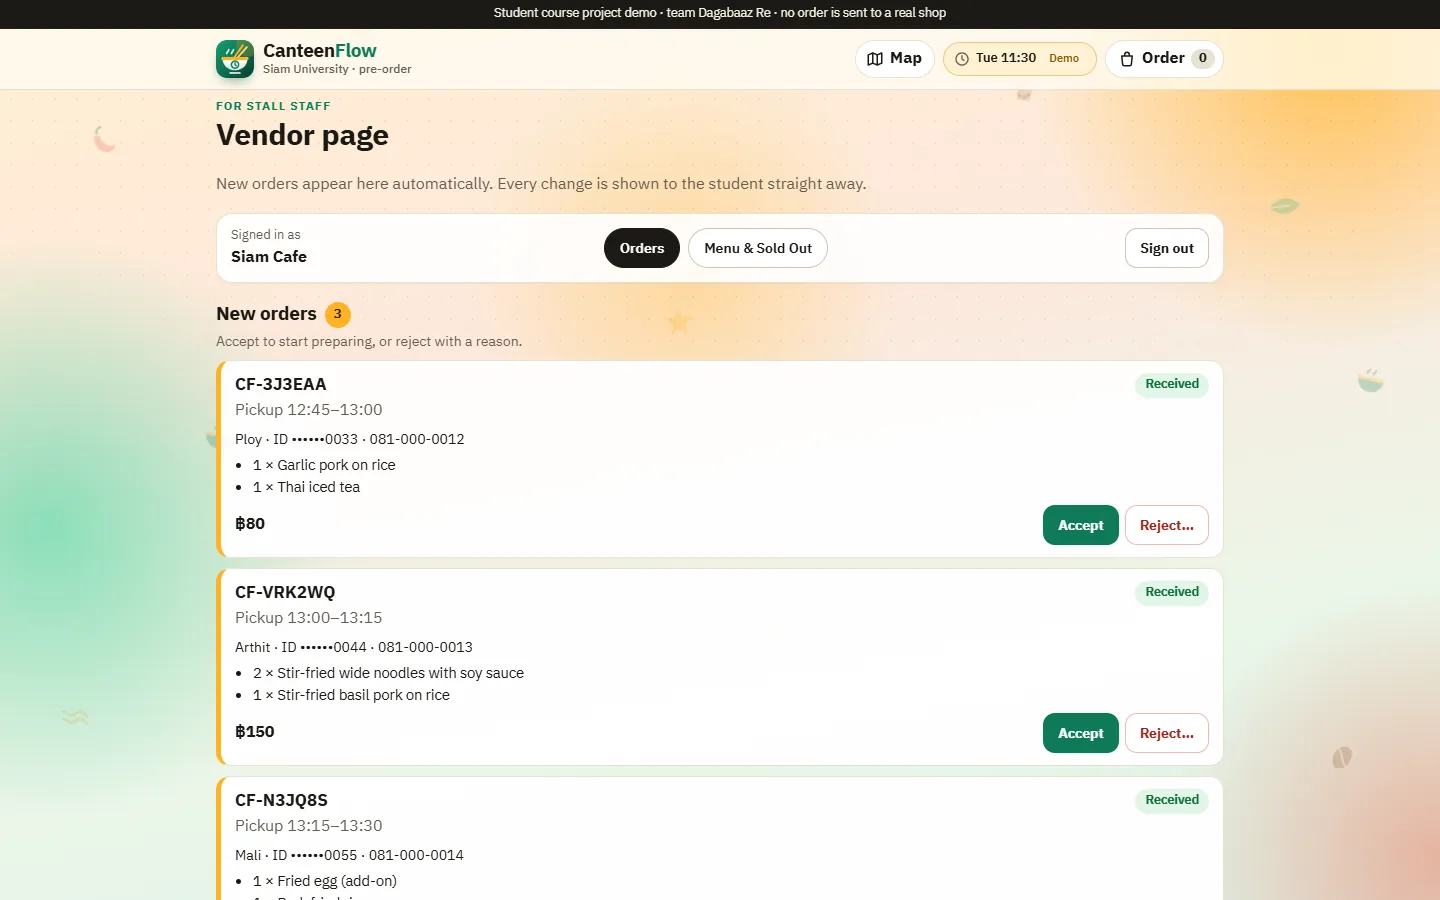 Student course project demo · team Dagabaaz Re · no order is sent to a real shop
CanteenFlow
Siam University · pre-order
Map
Tue 11:30 Demo
Order 0
FOR STALL STAFF
Vendor page
New orders appear here automatically. Every change is shown to the student straight away.
Signed in as
Siam Cafe
Orders
Menu & Sold Out
Sign out
New orders 3
Accept to start preparing, or reject with a reason.
CF-3J3EAA
Received
Pickup 12:45–13:00
Ploy · ID ••••••0033 · 081-000-0012
• 1 × Garlic pork on rice
• 1 × Thai iced tea
฿80
Accept
Reject...
CF-VRK2WQ
Received
Pickup 13:00–13:15
Arthit · ID ••••••0044 · 081-000-0013
• 2 × Stir-fried wide noodles with soy sauce
• 1 × Stir-fried basil pork on rice
฿150
Accept
Reject...
CF-N3JQ8S
Received
Pickup 13:15–13:30
Mali · ID ••••••0055 · 081-000-0014
• 1 × Fried egg (add-on)